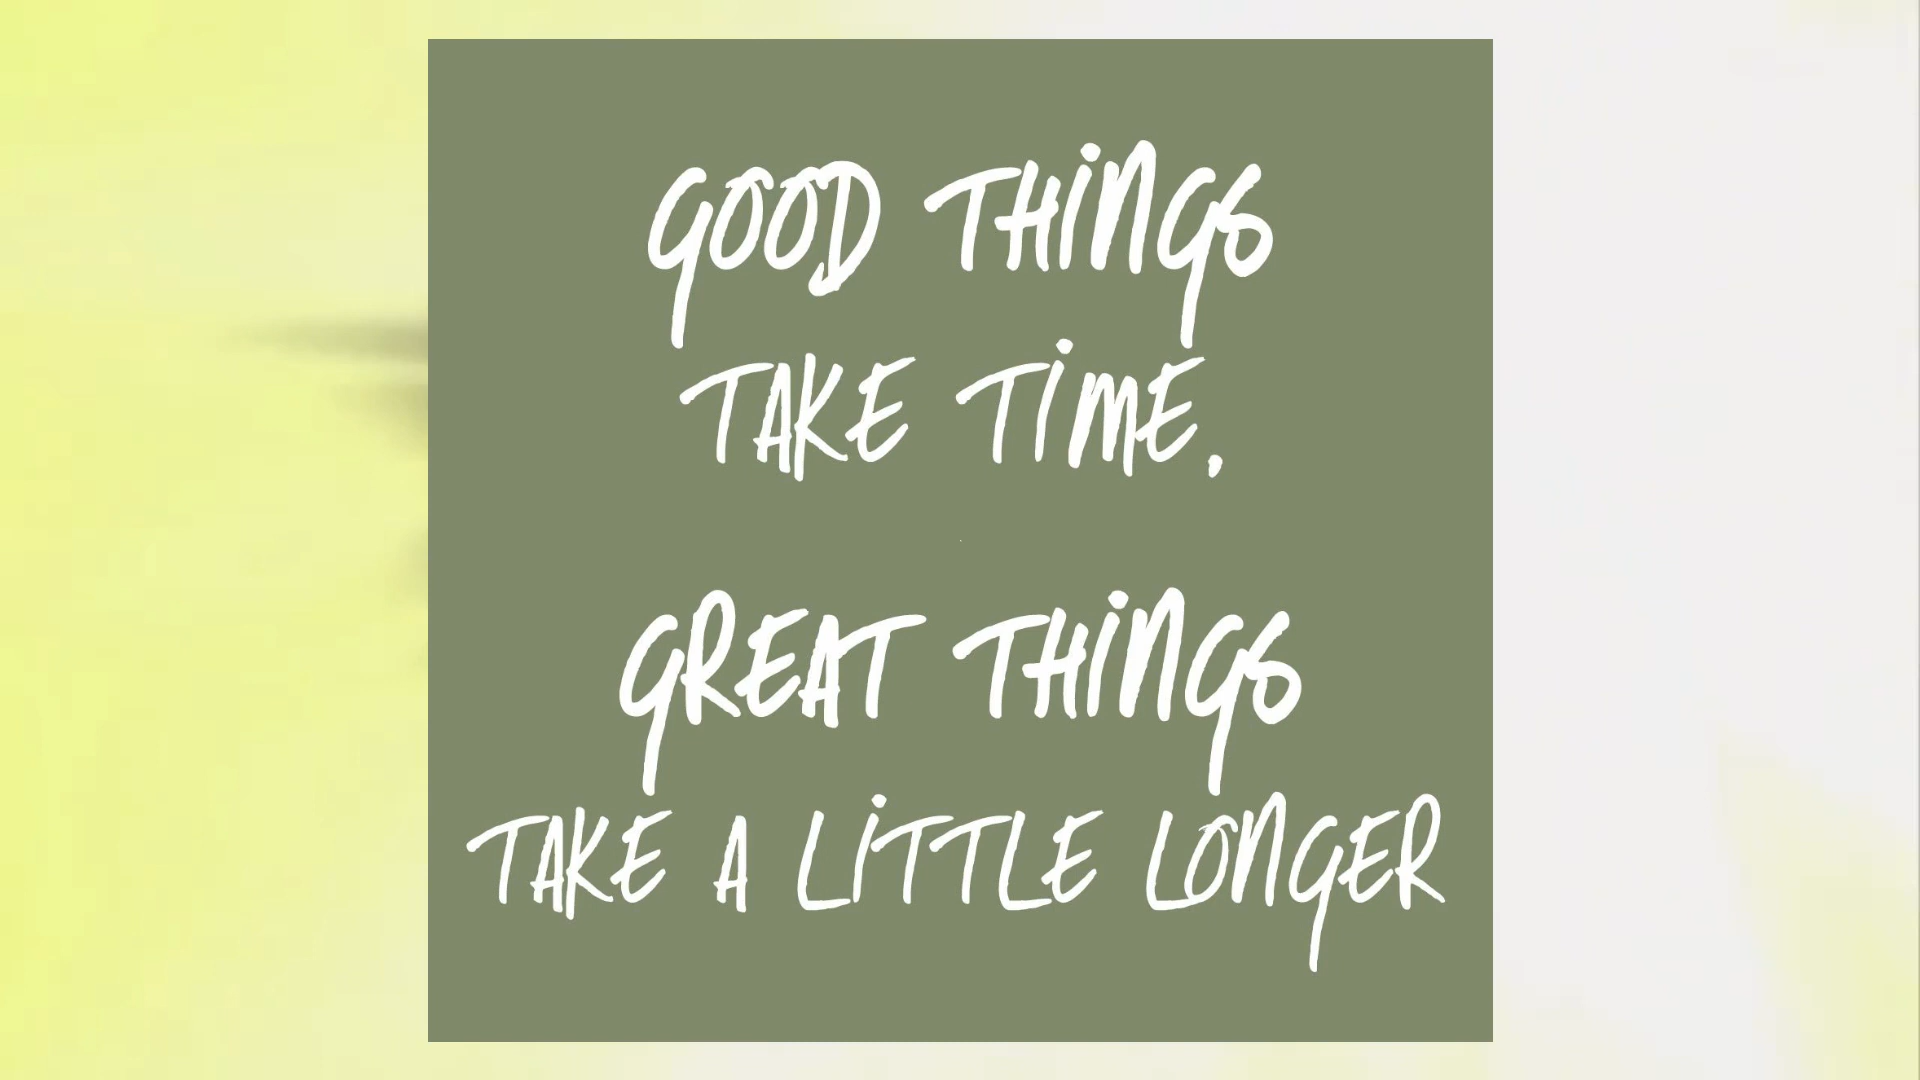 GOOD THiNGS
TAKE TiME.
GREAT THiNGS
TAKE A LiTTLE LONGER